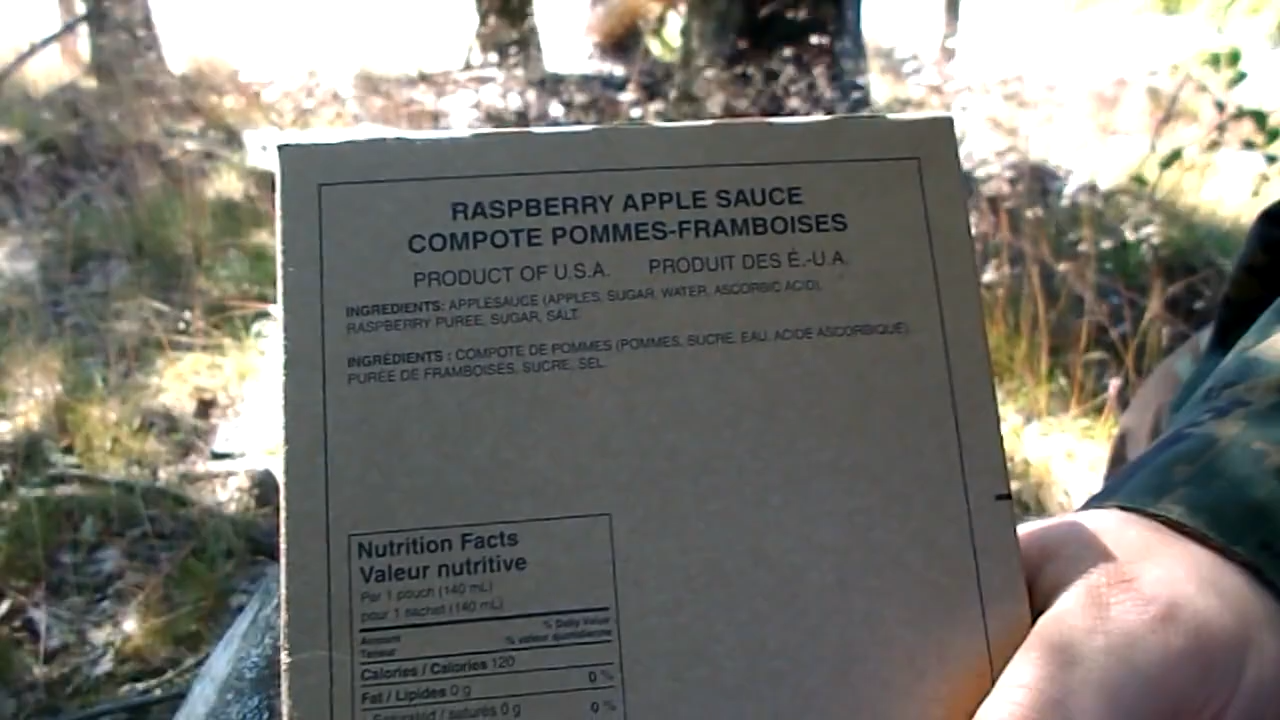 RASPBERRY APPLE SAUCE
COMPOTE POMMES-FRAMBOISES
PRODUCT OF U.S.A. PRODUIT DES É.-U.A.
INGREDIENTS: APPLESAUCE (APPLES, SUGAR, WATER, ASCORBIC ACID),
RASPBERRY PUREE, SUGAR, SALT
INGRÉDIENTS : COMPOTE DE POMMES (POMMES, SUCRE, EAU, ACIDE ASCORBIQUE),
PURÉE DE FRAMBOISES, SUCRE, SEL
Nutrition Facts
Valeur nutritive
Per 1 pouch (140 mL)
pour 1 sachet (140 mL)
Amount % Daily Value
Teneur % valeur quotidienne
Calories / Calories 120
Fat / Lipides 0 g 0 %
Saturated / saturés 0 g 0 %